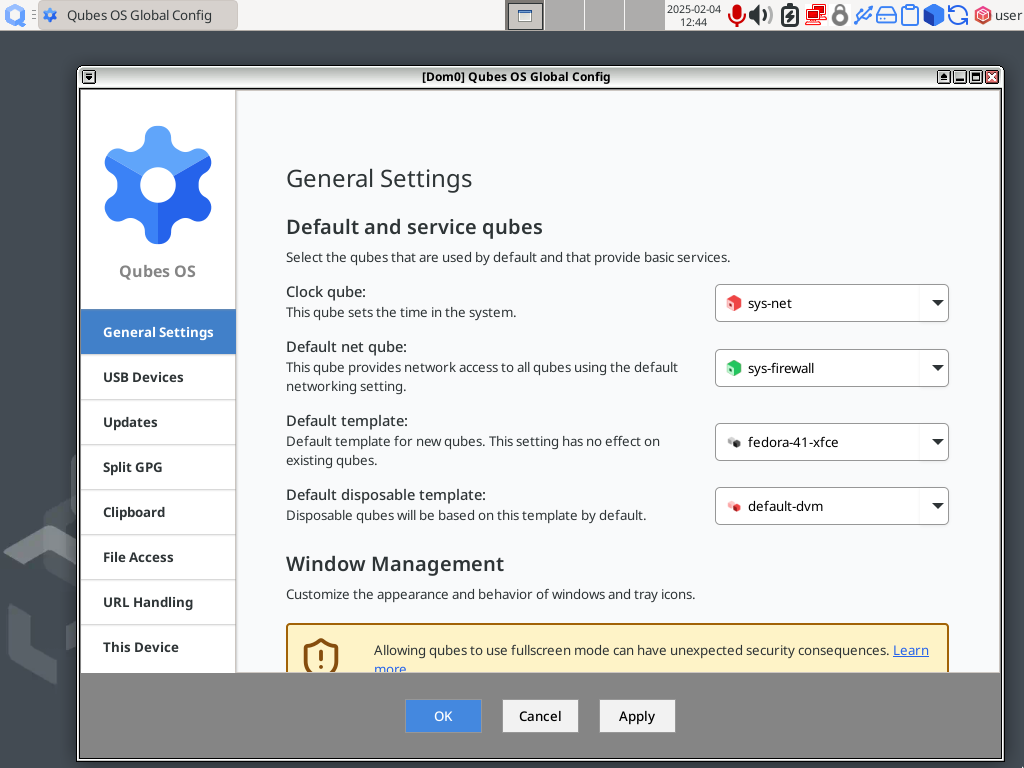 Qubes OS Global Config
2025-02-04
12:44
user
[Dom0] Qubes OS Global Config
Qubes OS
General Settings
USB Devices
Updates
Split GPG
Clipboard
File Access
URL Handling
This Device
General Settings
Default and service qubes
Select the qubes that are used by default and that provide basic services.
Clock qube:
This qube sets the time in the system.
sys-net
Default net qube:
This qube provides network access to all qubes using the default
networking setting.
sys-firewall
Default template:
Default template for new qubes. This setting has no effect on
existing qubes.
fedora-41-xfce
Default disposable template:
Disposable qubes will be based on this template by default.
default-dvm
Window Management
Customize the appearance and behavior of windows and tray icons.
Allowing qubes to use fullscreen mode can have unexpected security consequences. Learn
more
OK
Cancel
Apply